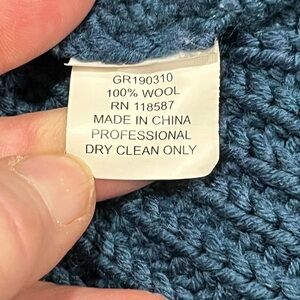 GR190310
100% WOOL
RN 118587
MADE IN CHINA
PROFESSIONAL
DRY CLEAN ONLY